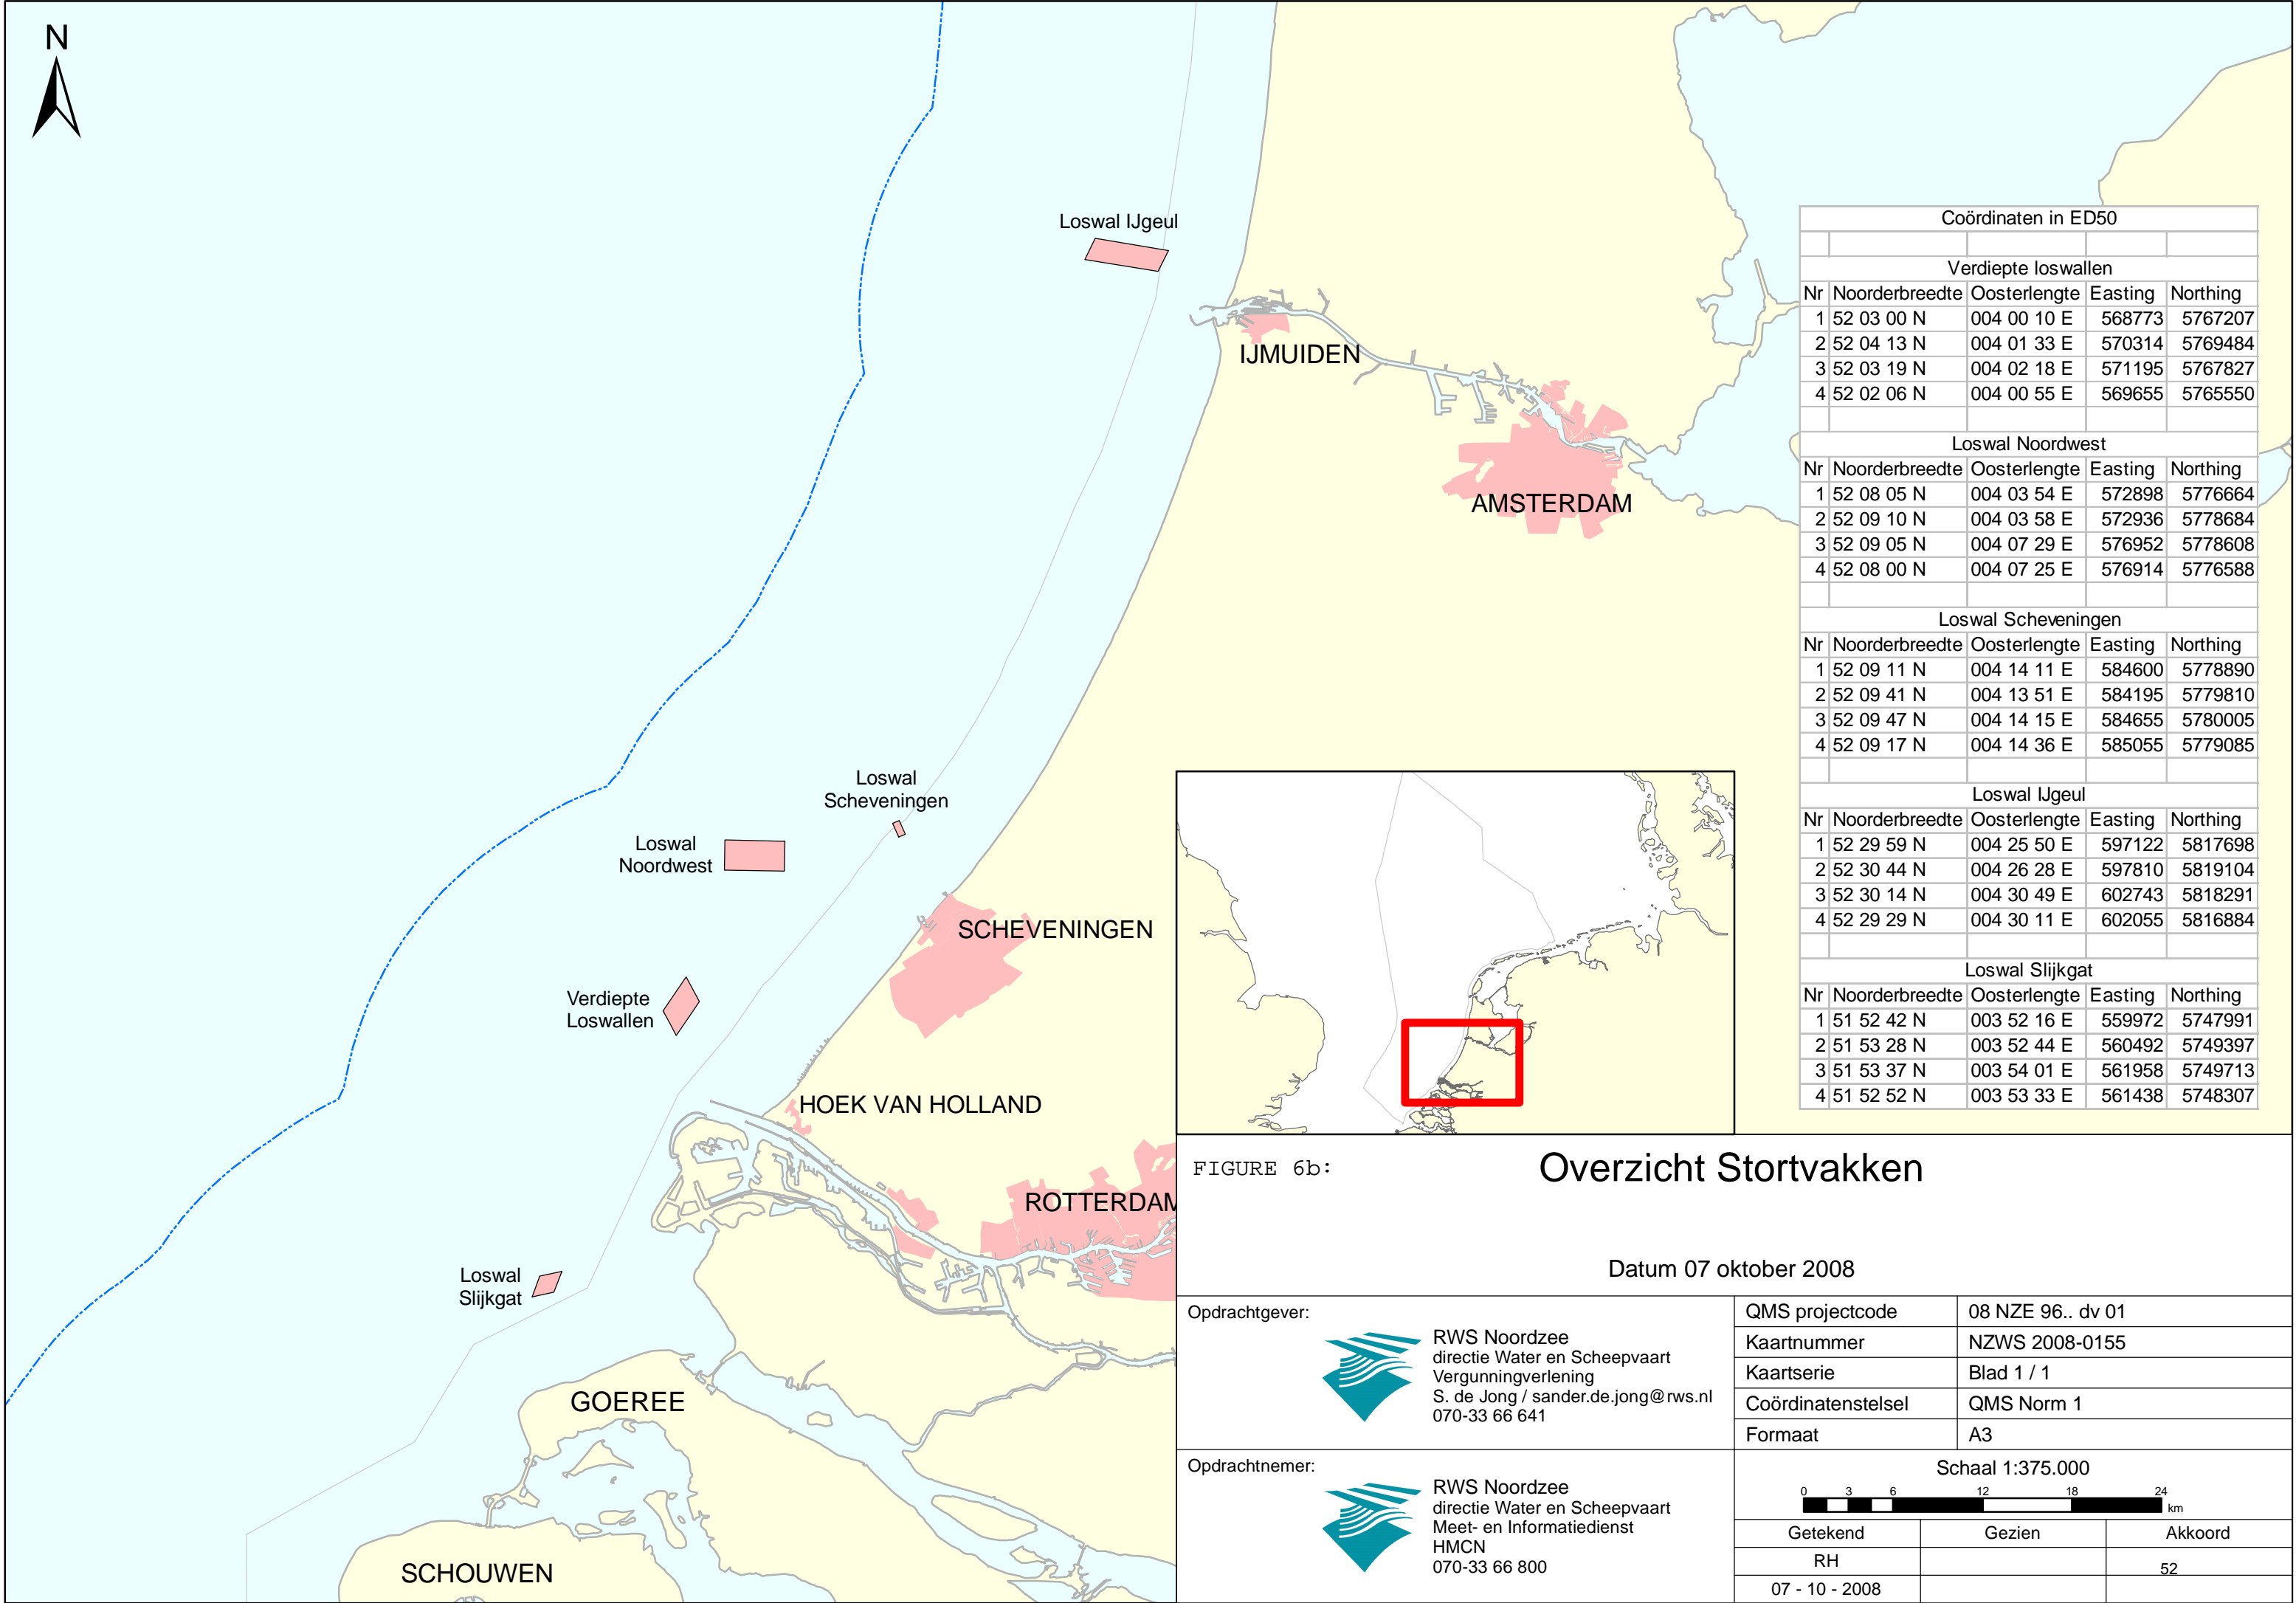 N
Loswal IJgeul
IJMUIDEN
AMSTERDAM
Loswal
Scheveningen
Loswal
Noordwest
SCHEVENINGEN
Verdiepte
Loswallen
HOEK VAN HOLLAND
ROTTERDAM
Loswal
Slijkgat
GOEREE
SCHOUWEN
Coördinaten in ED50
Verdiepte loswallen
Nr Noorderbreedte Oosterlengte Easting Northing
1 52 03 00 N 004 00 10 E 568773 5767207
2 52 04 13 N 004 01 33 E 570314 5769484
3 52 03 19 N 004 02 18 E 571195 5767827
4 52 02 06 N 004 00 55 E 569655 5765550
Loswal Noordwest
Nr Noorderbreedte Oosterlengte Easting Northing
1 52 08 05 N 004 03 54 E 572898 5776664
2 52 09 10 N 004 03 58 E 572936 5778684
3 52 09 05 N 004 07 29 E 576952 5778608
4 52 08 00 N 004 07 25 E 576914 5776588
Loswal Scheveningen
Nr Noorderbreedte Oosterlengte Easting Northing
1 52 09 11 N 004 14 11 E 584600 5778890
2 52 09 41 N 004 13 51 E 584195 5779810
3 52 09 47 N 004 14 15 E 584655 5780005
4 52 09 17 N 004 14 36 E 585055 5779085
Loswal IJgeul
Nr Noorderbreedte Oosterlengte Easting Northing
1 52 29 59 N 004 25 50 E 597122 5817698
2 52 30 44 N 004 26 28 E 597810 5819104
3 52 30 14 N 004 30 49 E 602743 5818291
4 52 29 29 N 004 30 11 E 602055 5816884
Loswal Slijkgat
Nr Noorderbreedte Oosterlengte Easting Northing
1 51 52 42 N 003 52 16 E 559972 5747991
2 51 53 28 N 003 52 44 E 560492 5749397
3 51 53 37 N 003 54 01 E 561958 5749713
4 51 52 52 N 003 53 33 E 561438 5748307
FIGURE 6b:
Overzicht Stortvakken
Datum 07 oktober 2008
Opdrachtgever:
RWS Noordzee
directie Water en Scheepvaart
Vergunningverlening
S. de Jong / sander.de.jong@rws.nl
070-33 66 641
Opdrachtnemer:
RWS Noordzee
directie Water en Scheepvaart
Meet- en Informatiedienst
HMCN
070-33 66 800
QMS projectcode 08 NZE 96.. dv 01
Kaartnummer NZWS 2008-0155
Kaartserie Blad 1 / 1
Coördinatenstelsel QMS Norm 1
Formaat A3
Schaal 1:375.000
0 3 6 12 18 24
km
Getekend Gezien Akkoord
RH
52
07 - 10 - 2008